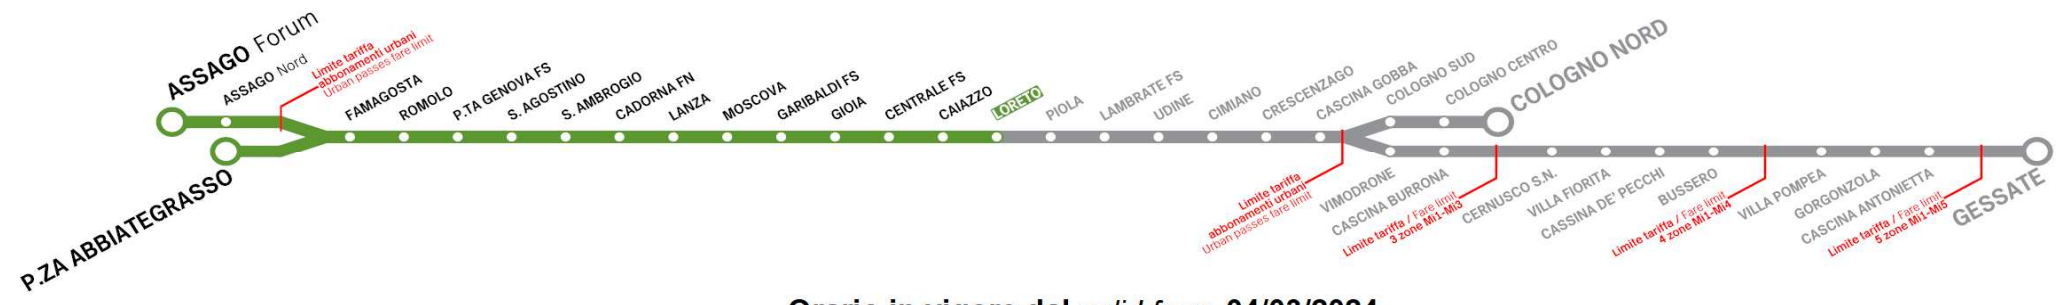 ASSAGO Forum
ASSAGO Nord
Limite tariffa
abbonamenti urbani
Urban passes fare limit
P.ZA ABBIATEGRASSO
FAMAGOSTA
ROMOLO
P.TA GENOVA FS
S. AGOSTINO
S. AMBROGIO
CADORNA FN
LANZA
MOSCOVA
GARIBALDI FS
GIOIA
CENTRALE FS
CAIAZZO
LORETO
PIOLA
LAMBRATE FS
UDINE
CIMIANO
CRESCENZAGO
CASCINA GOBBA
COLOGNO SUD
COLOGNO CENTRO
COLOGNO NORD
Limite tariffa
abbonamenti urbani
Urban passes fare limit
VIMODRONE
CASCINA BURRONA
Limite tariffa / Fare limit
3 zone Mi1-Mi3
CERNUSCO S.N.
VILLA FIORITA
CASSINA DE' PECCHI
BUSSERO
Limite tariffa / Fare limit
4 zone Mi1-Mi4
VILLA POMPEA
GORGONZOLA
CASCINA ANTONIETTA
Limite tariffa / Fare limit
5 zone Mi1-Mi5
GESSATE
Orario in vigore dal